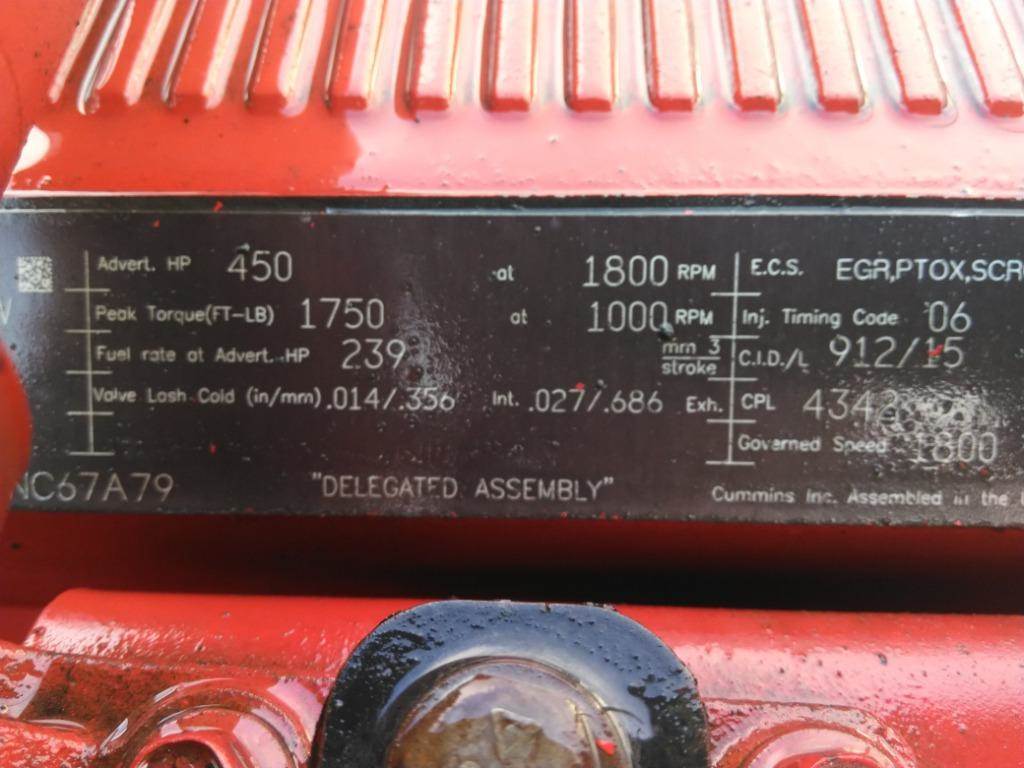 Advert. HP 450 at 1800 RPM
Peak Torque(FT-LB) 1750 at 1000 RPM
Fuel rate at Advert. HP 239 mm 3
stroke
Valve Lash Cold (in/mm) .014/.356 Int. .027/.686 Exh.
E.C.S. EGR,PTOX,SCR
Inj. Timing Code 06
C.I.D./L 912/15
CPL 4342
Governed Speed 1800
NC67A79
"DELEGATED ASSEMBLY"
Cummins Inc. Assembled in the